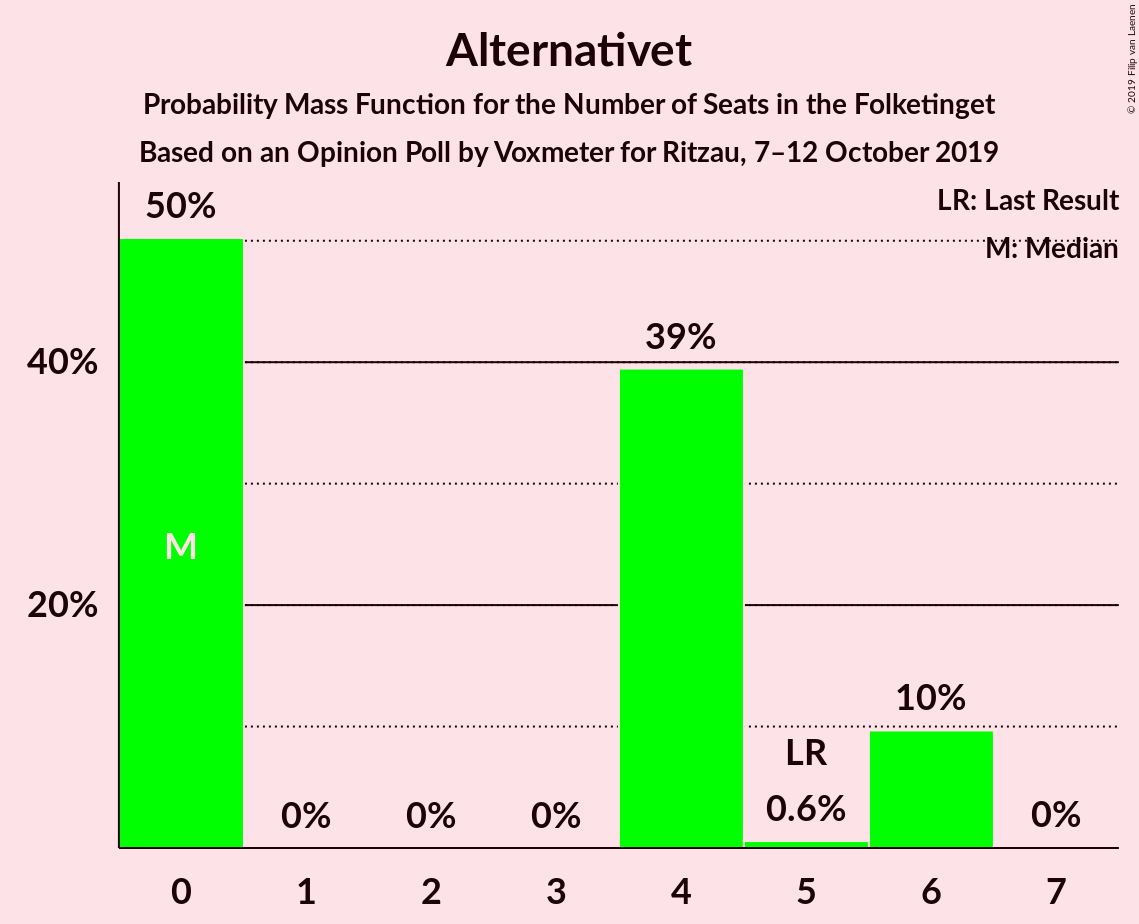 Alternativet
Probability Mass Function for the Number of Seats in the Folketinget
Based on an Opinion Poll by Voxmeter for Ritzau, 7–12 October 2019
© 2019 Filip van Laenen
LR: Last Result
M: Median
50%
39%
40%
M
20%
10%
LR
0.6%
0%
0%
0%
0%
0
1
2
3
4
5
6
7